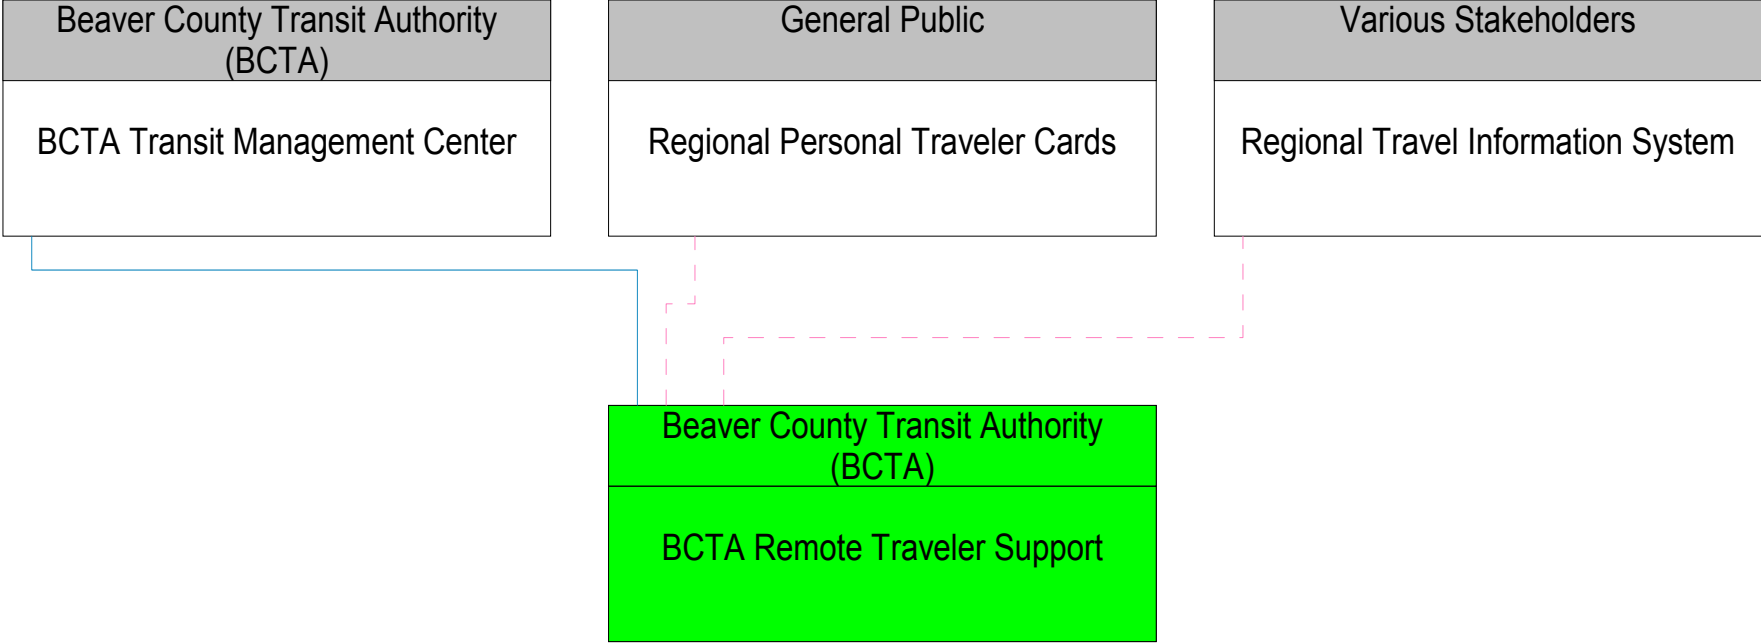 Beaver County Transit Authority
(BCTA)
BCTA Transit Management Center
General Public
Regional Personal Traveler Cards
Various Stakeholders
Regional Travel Information System
Beaver County Transit Authority
(BCTA)
BCTA Remote Traveler Support